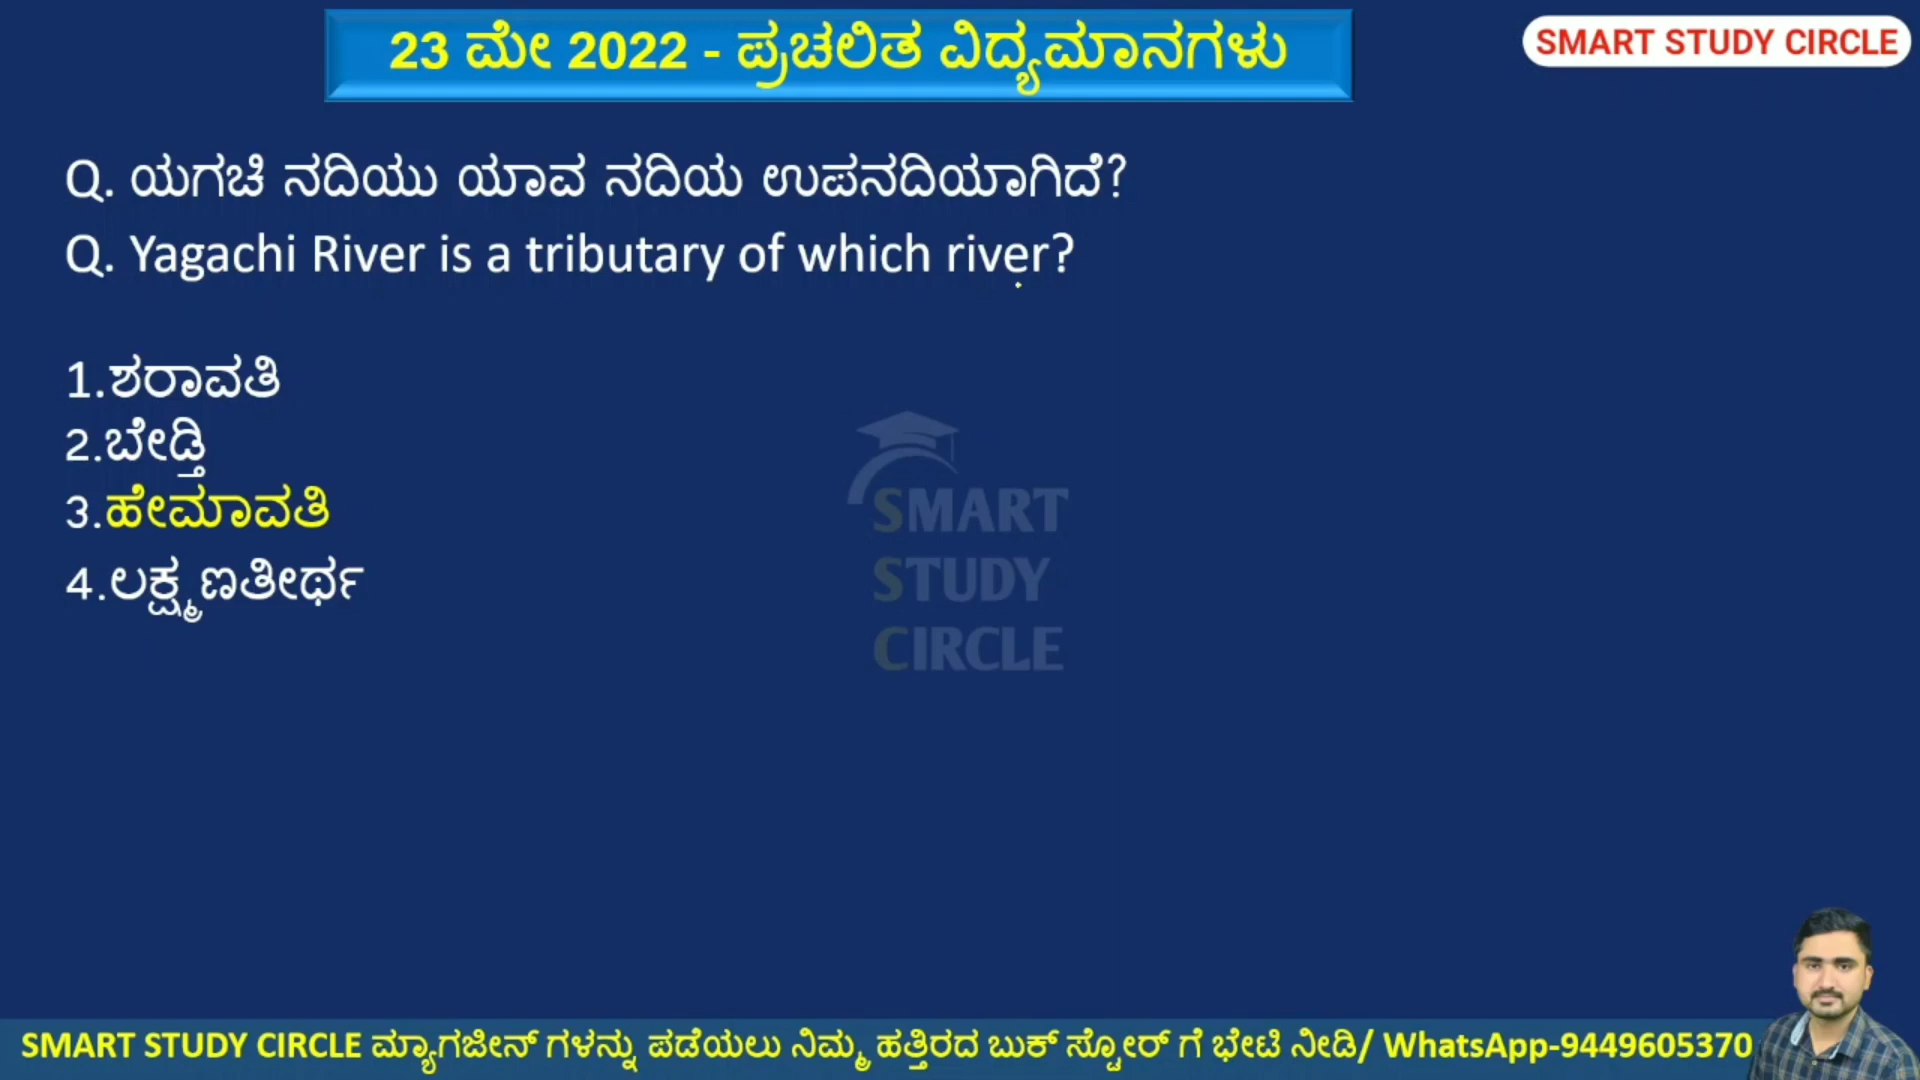 23 ಮೇ 2022 - ಪ್ರಚಲಿತ ವಿದ್ಯಮಾನಗಳು
SMART STUDY CIRCLE
Q. ಯಗಚಿ ನದಿಯು ಯಾವ ನದಿಯ ಉಪನದಿಯಾಗಿದೆ?
Q. Yagachi River is a tributary of which river?
1.ಶರಾವತಿ
2.ಬೇಡ್ತಿ
3.ಹೇಮಾವತಿ
4.ಲಕ್ಷ್ಮಣತೀರ್ಥ
SMART
STUDY
CIRCLE
SMART STUDY CIRCLE ಮ್ಯಾಗಜೀನ್ ಗಳನ್ನು ಪಡೆಯಲು ನಿಮ್ಮ ಹತ್ತಿರದ ಬುಕ್ ಸ್ಟೋರ್ ಗೆ ಭೇಟಿ ನೀಡಿ/ WhatsApp-9449605370